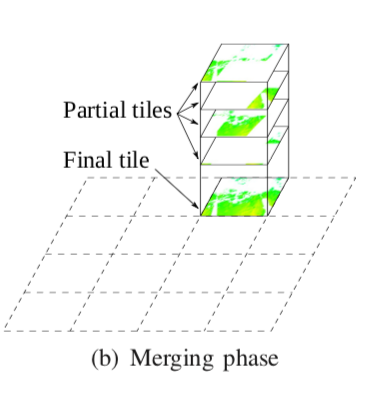 Partial tiles
Final tile
(b) Merging phase